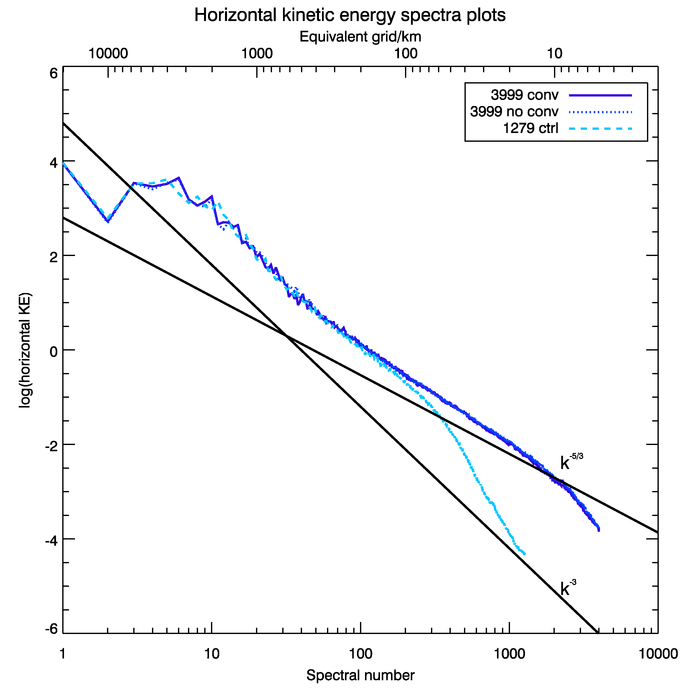 Horizontal kinetic energy spectra plots
Equivalent grid/km
10000 1000 100 10
3999 conv
3999 no conv
1279 ctrl
6
4
2
0
-2
-4
-6
log(horizontal KE)
k-5/3
k-3
1 10 100 1000 10000
Spectral number